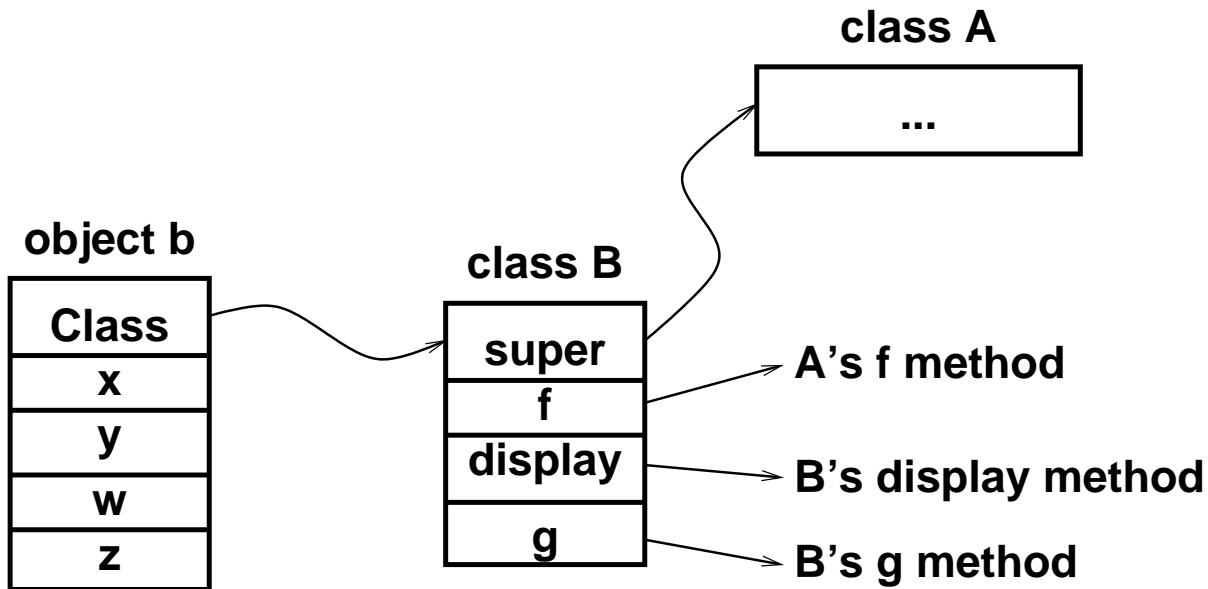 class A
...
object b
Class
x
y
w
z
class B
super
f
display
g
A’s f method
B’s display method
B’s g method